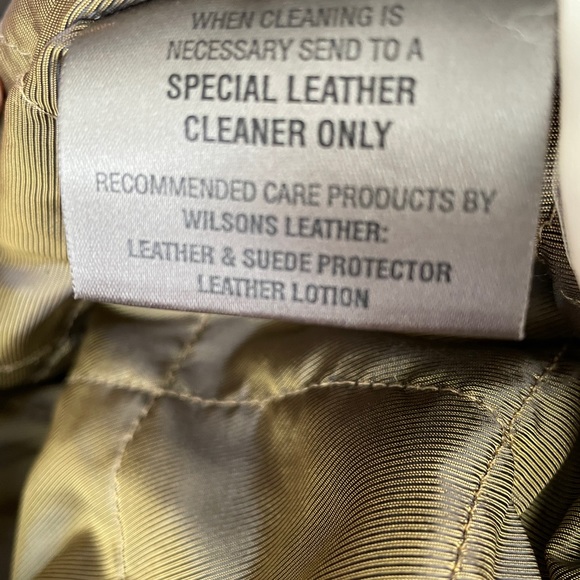 WHEN CLEANING IS
NECESSARY SEND TO A
SPECIAL LEATHER
CLEANER ONLY
RECOMMENDED CARE PRODUCTS BY
WILSONS LEATHER:
LEATHER & SUEDE PROTECTOR
LEATHER LOTION